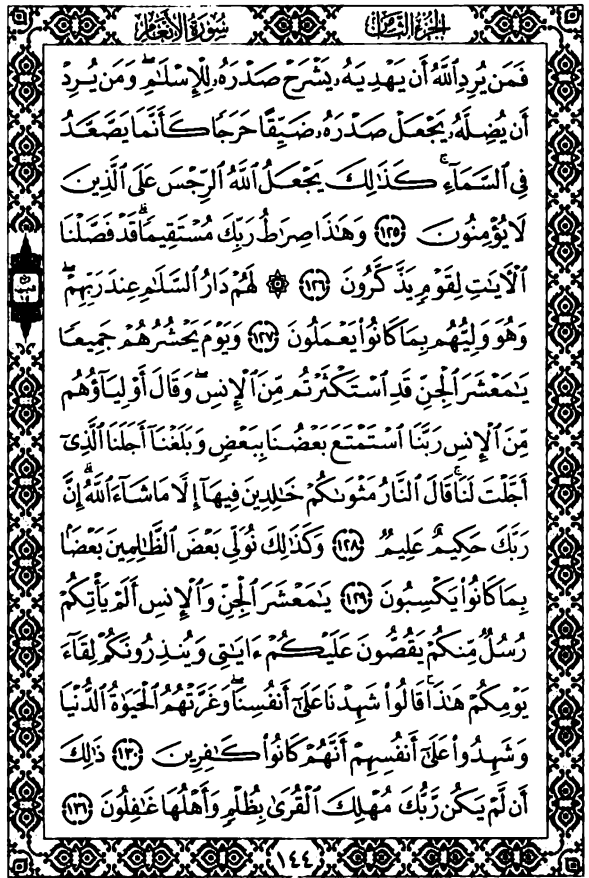 الجزء الثامن
سورة الأنعام
فَمَن يُرِدِ ٱللَّهُ أَن يَهْدِيَهُۥ يَشْرَحْ صَدْرَهُۥ لِلْإِسْلَٰمِۖ وَمَن يُرِدْ
أَن يُضِلَّهُۥ يَجْعَلْ صَدْرَهُۥ ضَيِّقًا حَرَجًا كَأَنَّمَا يَصَّعَّدُ
فِى ٱلسَّمَآءِۚ كَذَٰلِكَ يَجْعَلُ ٱللَّهُ ٱلرِّجْسَ عَلَى ٱلَّذِينَ
لَا يُؤْمِنُونَ ١٢٥ وَهَٰذَا صِرَٰطُ رَبِّكَ مُسْتَقِيمًاۗ قَدْ فَصَّلْنَا
ٱلْءَايَٰتِ لِقَوْمٍ يَذَّكَّرُونَ ١٢٦ ۞ لَهُمْ دَارُ ٱلسَّلَٰمِ عِندَ رَبِّهِمْۖ
وَهُوَ وَلِيُّهُم بِمَا كَانُوا۟ يَعْمَلُونَ ١٢٧ وَيَوْمَ يَحْشُرُهُمْ جَمِيعًا
يَٰمَعْشَرَ ٱلْجِنِّ قَدِ ٱسْتَكْثَرْتُم مِّنَ ٱلْإِنسِۖ وَقَالَ أَوْلِيَآؤُهُم
مِّنَ ٱلْإِنسِ رَبَّنَا ٱسْتَمْتَعَ بَعْضُنَا بِبَعْضٍ وَبَلَغْنَآ أَجَلَنَا ٱلَّذِىٓ
أَجَّلْتَ لَنَاۚ قَالَ ٱلنَّارُ مَثْوَىٰكُمْ خَٰلِدِينَ فِيهَآ إِلَّا مَا شَآءَ ٱللَّهُۗ إِنَّ
رَبَّكَ حَكِيمٌ عَلِيمٌ ١٢٨ وَكَذَٰلِكَ نُوَلِّى بَعْضَ ٱلظَّٰلِمِينَ بَعْضًۢا
بِمَا كَانُوا۟ يَكْسِبُونَ ١٢٩ يَٰمَعْشَرَ ٱلْجِنِّ وَٱلْإِنسِ أَلَمْ يَأْتِكُمْ
رُسُلٌ مِّنكُمْ يَقُصُّونَ عَلَيْكُمْ ءَايَٰتِى وَيُنذِرُونَكُمْ لِقَآءَ
يَوْمِكُمْ هَٰذَاۚ قَالُوا۟ شَهِدْنَا عَلَىٰٓ أَنفُسِنَاۖ وَغَرَّتْهُمُ ٱلْحَيَوٰةُ ٱلدُّنْيَا
وَشَهِدُوا۟ عَلَىٰٓ أَنفُسِهِمْ أَنَّهُمْ كَانُوا۟ كَٰفِرِينَ ١٣٠ ذَٰلِكَ
أَن لَّمْ يَكُن رَّبُّكَ مُهْلِكَ ٱلْقُرَىٰ بِظُلْمٍ وَأَهْلُهَا غَٰفِلُونَ ١٣١
١٤٤